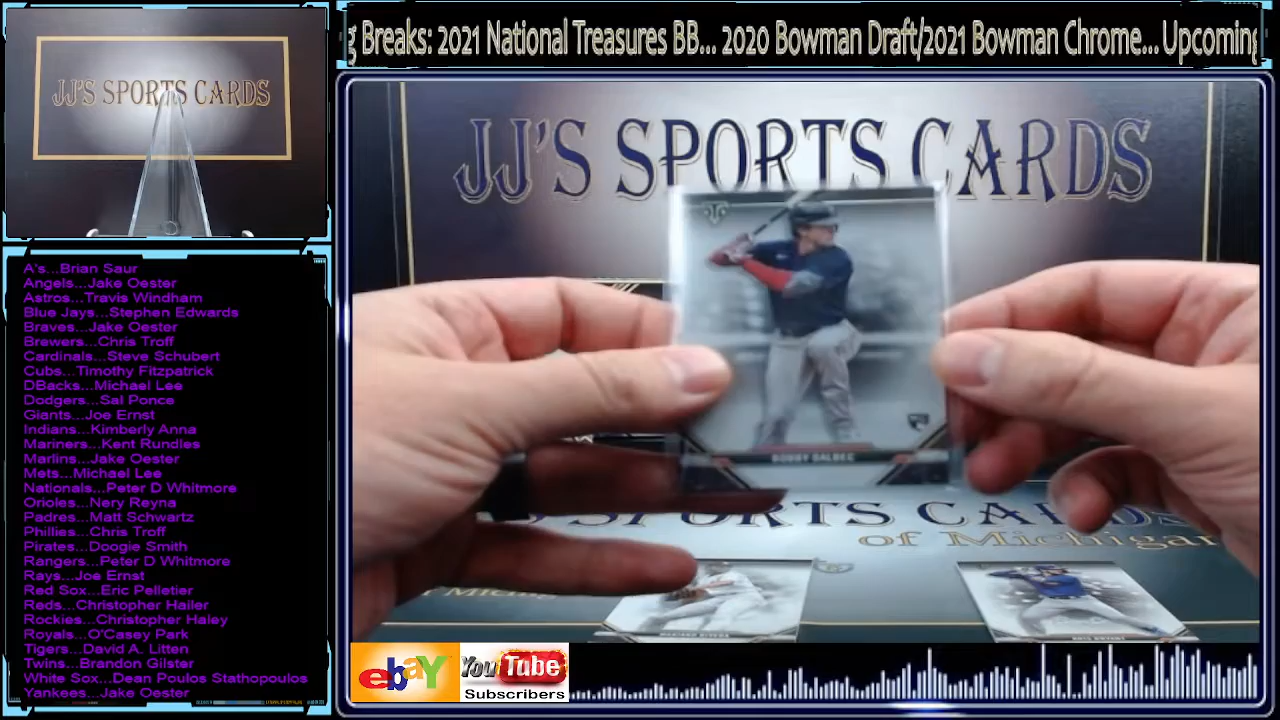 JJ'S SPORTS CARDS
g Breaks: 2021 National Treasures BB... 2020 Bowman Draft/2021 Bowman Chrome... Upcoming
JJ'S SPORTS CARDS
BOBBY DALBEC
S SPORTS CARDS
of Michigan
MARIANO RIVERA
KRIS BRYANT
A's...Brian Saur
Angels...Jake Oester
Astros...Travis Windham
Blue Jays...Stephen Edwards
Braves...Jake Oester
Brewers...Chris Troff
Cardinals...Steve Schubert
Cubs...Timothy Fitzpatrick
DBacks...Michael Lee
Dodgers...Sal Ponce
Giants...Joe Ernst
Indians...Kimberly Anna
Mariners...Kent Rundles
Marlins...Jake Oester
Mets...Michael Lee
Nationals...Peter D Whitmore
Orioles...Nery Reyna
Padres...Matt Schwartz
Phillies...Chris Troff
Pirates...Doogie Smith
Rangers...Peter D Whitmore
Rays...Joe Ernst
Red Sox...Eric Pelletier
Reds...Christopher Hailer
Rockies...Christopher Haley
Royals...O'Casey Park
Tigers...David A. Litten
Twins...Brandon Gilster
White Sox...Dean Poulos Stathopoulos
Yankees...Jake Oester
ebaY
YouTube
Subscribers